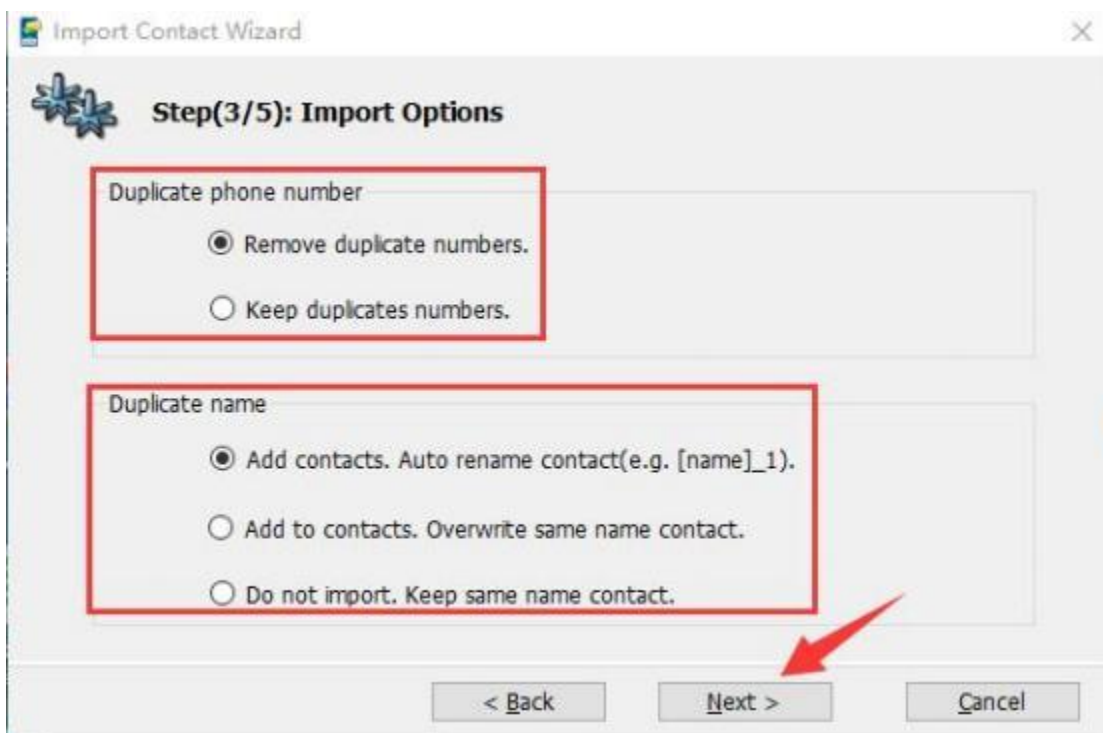 Import Contact Wizard
Step(3/5): Import Options
Duplicate phone number
Remove duplicate numbers.
Keep duplicates numbers.
Duplicate name
Add contacts. Auto rename contact(e.g. [name]_1).
Add to contacts. Overwrite same name contact.
Do not import. Keep same name contact.
< Back Next > Cancel